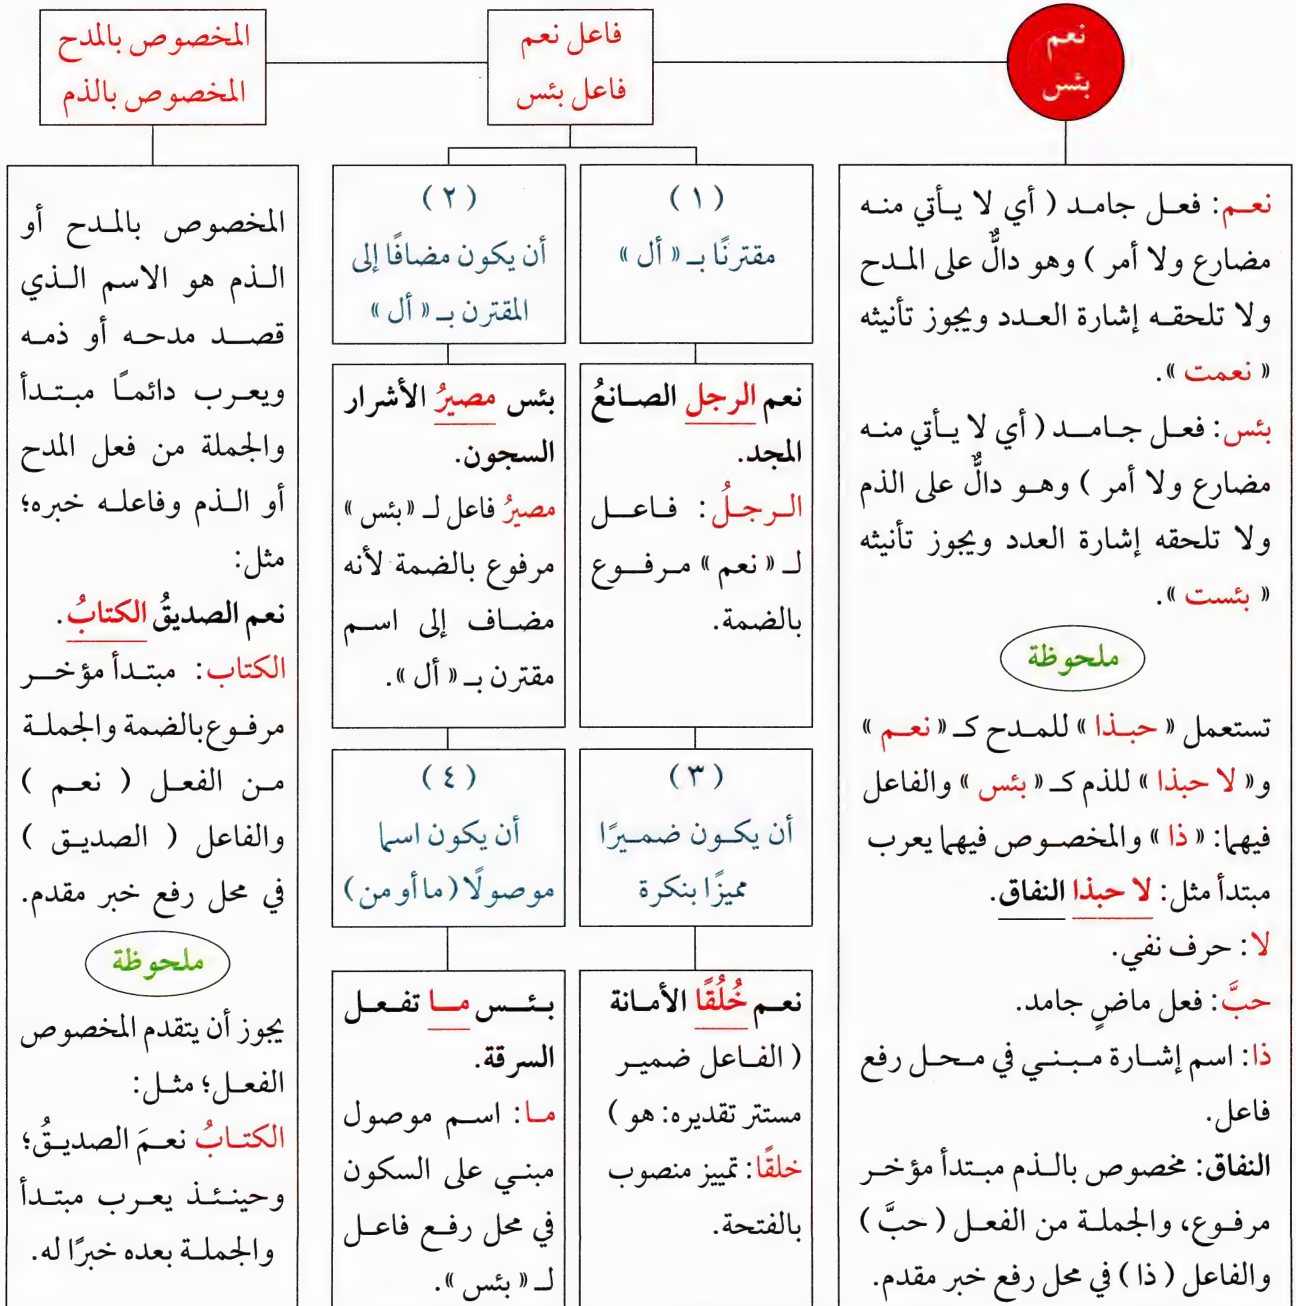 نعم
بئس
فاعل نعم
فاعل بئس
المخصوص بالمدح
المخصوص بالذم
نعم: فعل جامد ( أي لا يأتي منه
مضارع ولا أمر ) وهو دالٌّ على المدح
ولا تلحقه إشارة العدد ويجوز تأنيثه
« نعمت ».
بئس: فعل جامد ( أي لا يأتي منه
مضارع ولا أمر ) وهو دالٌّ على الذم
ولا تلحقه إشارة العدد ويجوز تأنيثه
« بئست ».
ملحوظة
تستعمل « حبذا » للمدح كـ « نعم »
و« لا حبذا » للذم كـ « بئس » والفاعل
فيهما: « ذا » والمخصوص فيهما يعرب
مبتدأ مثل: لا حبذا النفاق.
لا: حرف نفي.
حبَّ: فعل ماضٍ جامد.
ذا: اسم إشارة مبني في محل رفع
فاعل.
النفاق: مخصوص بالذم مبتدأ مؤخر
مرفوع، والجملة من الفعل ( حبَّ )
والفاعل ( ذا ) في محل رفع خبر مقدم.
( ١ )
مقترنًا بـ « أل »
نعم الرجل الصانعُ
المجد.
الرجلُ: فاعل
لـ « نعم » مرفوع
بالضمة.
( ٢ )
أن يكون مضافًا إلى
المقترن بـ « أل »
بئس مصيرُ الأشرار
السجون.
مصيرُ فاعل لـ «بئس »
مرفوع بالضمة لأنه
مضاف إلى اسم
مقترن بـ « أل ».
( ٣ )
أن يكون ضميرًا
مميزًا بنكرة
نعم خُلُقًا الأمانة
( الفاعل ضمير
مستتر تقديره: هو )
خلقًا: تمييز منصوب
بالفتحة.
( ٤ )
أن يكون اسما
موصولًا ( ما أو من )
بئس ما تفعل
السرقة.
ما: اسم موصول
مبني على السكون
في محل رفع فاعل
لـ « بئس ».
المخصوص بالمدح أو
الذم هو الاسم الذي
قصد مدحه أو ذمه
ويعرب دائمًا مبتدأ
والجملة من فعل المدح
أو الذم وفاعله خبره؛
مثل:
نعم الصديقُ الكتابُ.
الكتاب: مبتدأ مؤخر
مرفوع بالضمة والجملة
من الفعل ( نعم )
والفاعل ( الصديق )
في محل رفع خبر مقدم.
ملحوظة
يجوز أن يتقدم المخصوص
الفعل؛ مثل:
الكتابُ نعمَ الصديقُ؛
وحينئذ يعرب مبتدأ
والجملة بعده خبرًا له.